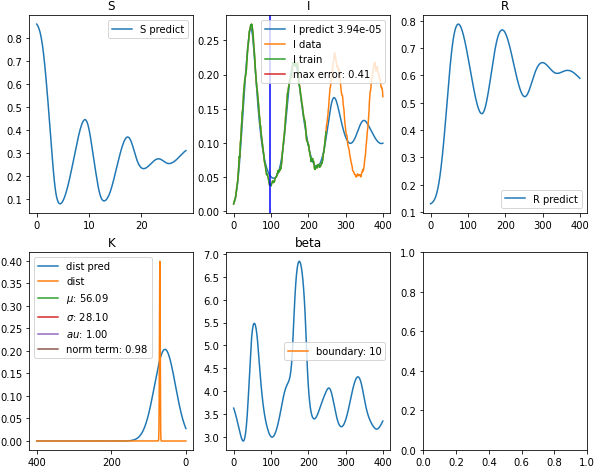 S
S predict
0.8
0.7
0.6
0.5
0.4
0.3
0.2
0.1
0 10 20
I
I predict 3.94e-05
I data
I train
max error: 0.41
0.25
0.20
0.15
0.10
0.05
0.00
0 100 200 300 400
R
R predict
0.8
0.7
0.6
0.5
0.4
0.3
0.2
0.1
0 100 200 300 400
K
dist pred
dist
μ: 56.09
σ: 28.10
au: 1.00
norm term: 0.98
0.40
0.35
0.30
0.25
0.20
0.15
0.10
0.05
0.00
400 200 0
beta
boundary: 10
7.0
6.5
6.0
5.5
5.0
4.5
4.0
3.5
3.0
0 100 200 300 400
1.0
0.8
0.6
0.4
0.2
0.0
0.0 0.2 0.4 0.6 0.8 1.0